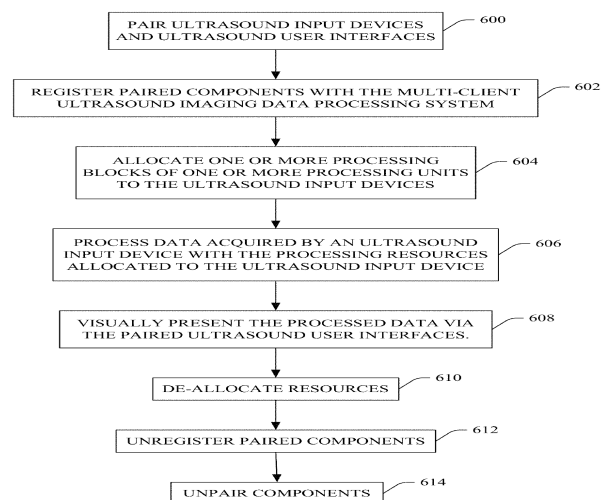 PAIR ULTRASOUND INPUT DEVICES
AND ULTRASOUND USER INTERFACES
600
REGISTER PAIRED COMPONENTS WITH THE MULTI-CLIENT
ULTRASOUND IMAGING DATA PROCESSING SYSTEM
602
ALLOCATE ONE OR MORE PROCESSING
BLOCKS OF ONE OR MORE PROCESSING UNITS
TO THE ULTRASOUND INPUT DEVICES
604
PROCESS DATA ACQUIRED BY AN ULTRASOUND
INPUT DEVICE WITH THE PROCESSING RESOURCES
ALLOCATED TO THE ULTRASOUND INPUT DEVICE
606
VISUALLY PRESENT THE PROCESSED DATA VIA
THE PAIRED ULTRASOUND USER INTERFACES.
608
DE-ALLOCATE RESOURCES
610
UNREGISTER PAIRED COMPONENTS
612
UNPAIR COMPONENTS
614